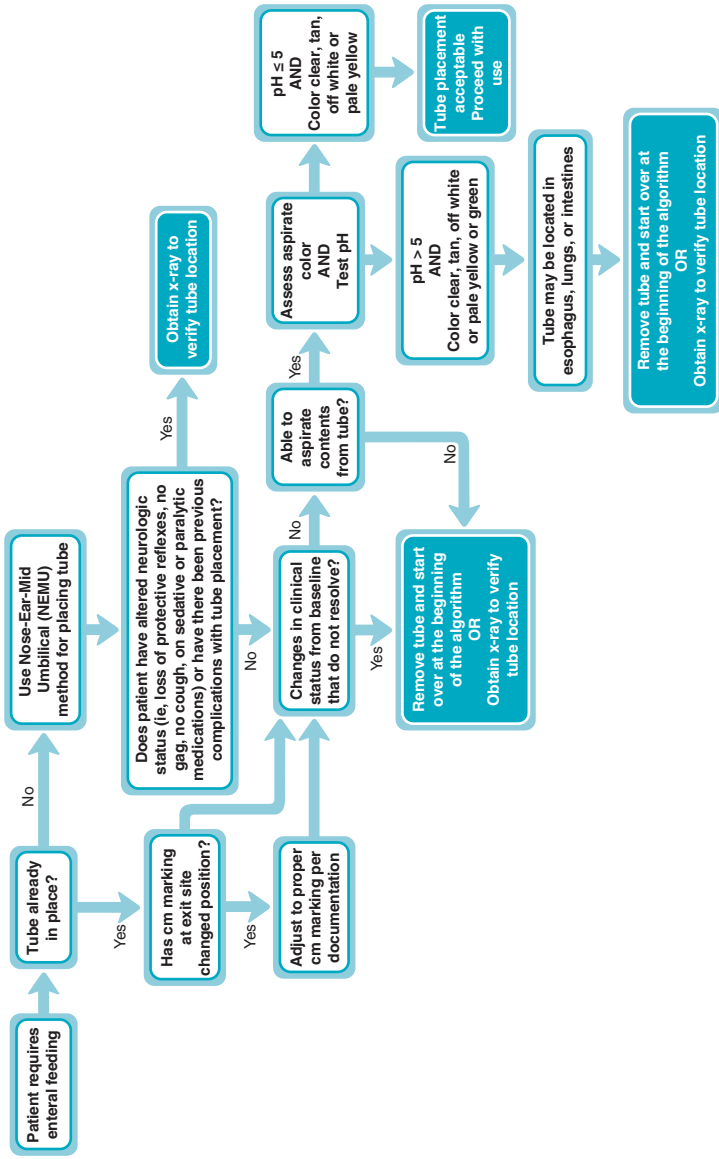 Patient requires
enteral feeding
Tube already
in place?
No
Use Nose-Ear-Mid
Umbilical (NEMU)
method for placing tube
Yes
Has cm marking
at exit site
changed position?
Yes
Adjust to proper
cm marking per
documentation
Does patient have altered neurologic
status (ie, loss of protective reflexes, no
gag, no cough, on sedative or paralytic
medications) or have there been previous
complications with tube placement?
Yes
Obtain x-ray to
verify tube location
No
Changes in clinical
status from baseline
that do not resolve?
Yes
Remove tube and start
over at the beginning
of the algorithm
OR
Obtain x-ray to verify
tube location
No
Able to
aspirate
contents
from tube?
No
Yes
Assess aspirate
color
AND
Test pH
pH ≤ 5
AND
Color clear, tan,
off white or
pale yellow
Tube placement
acceptable
Proceed with
use
pH > 5
AND
Color clear, tan, off white
or pale yellow or green
Tube may be located in
esophagus, lungs, or intestines
Remove tube and start over at
the beginning of the algorithm
OR
Obtain x-ray to verify tube location